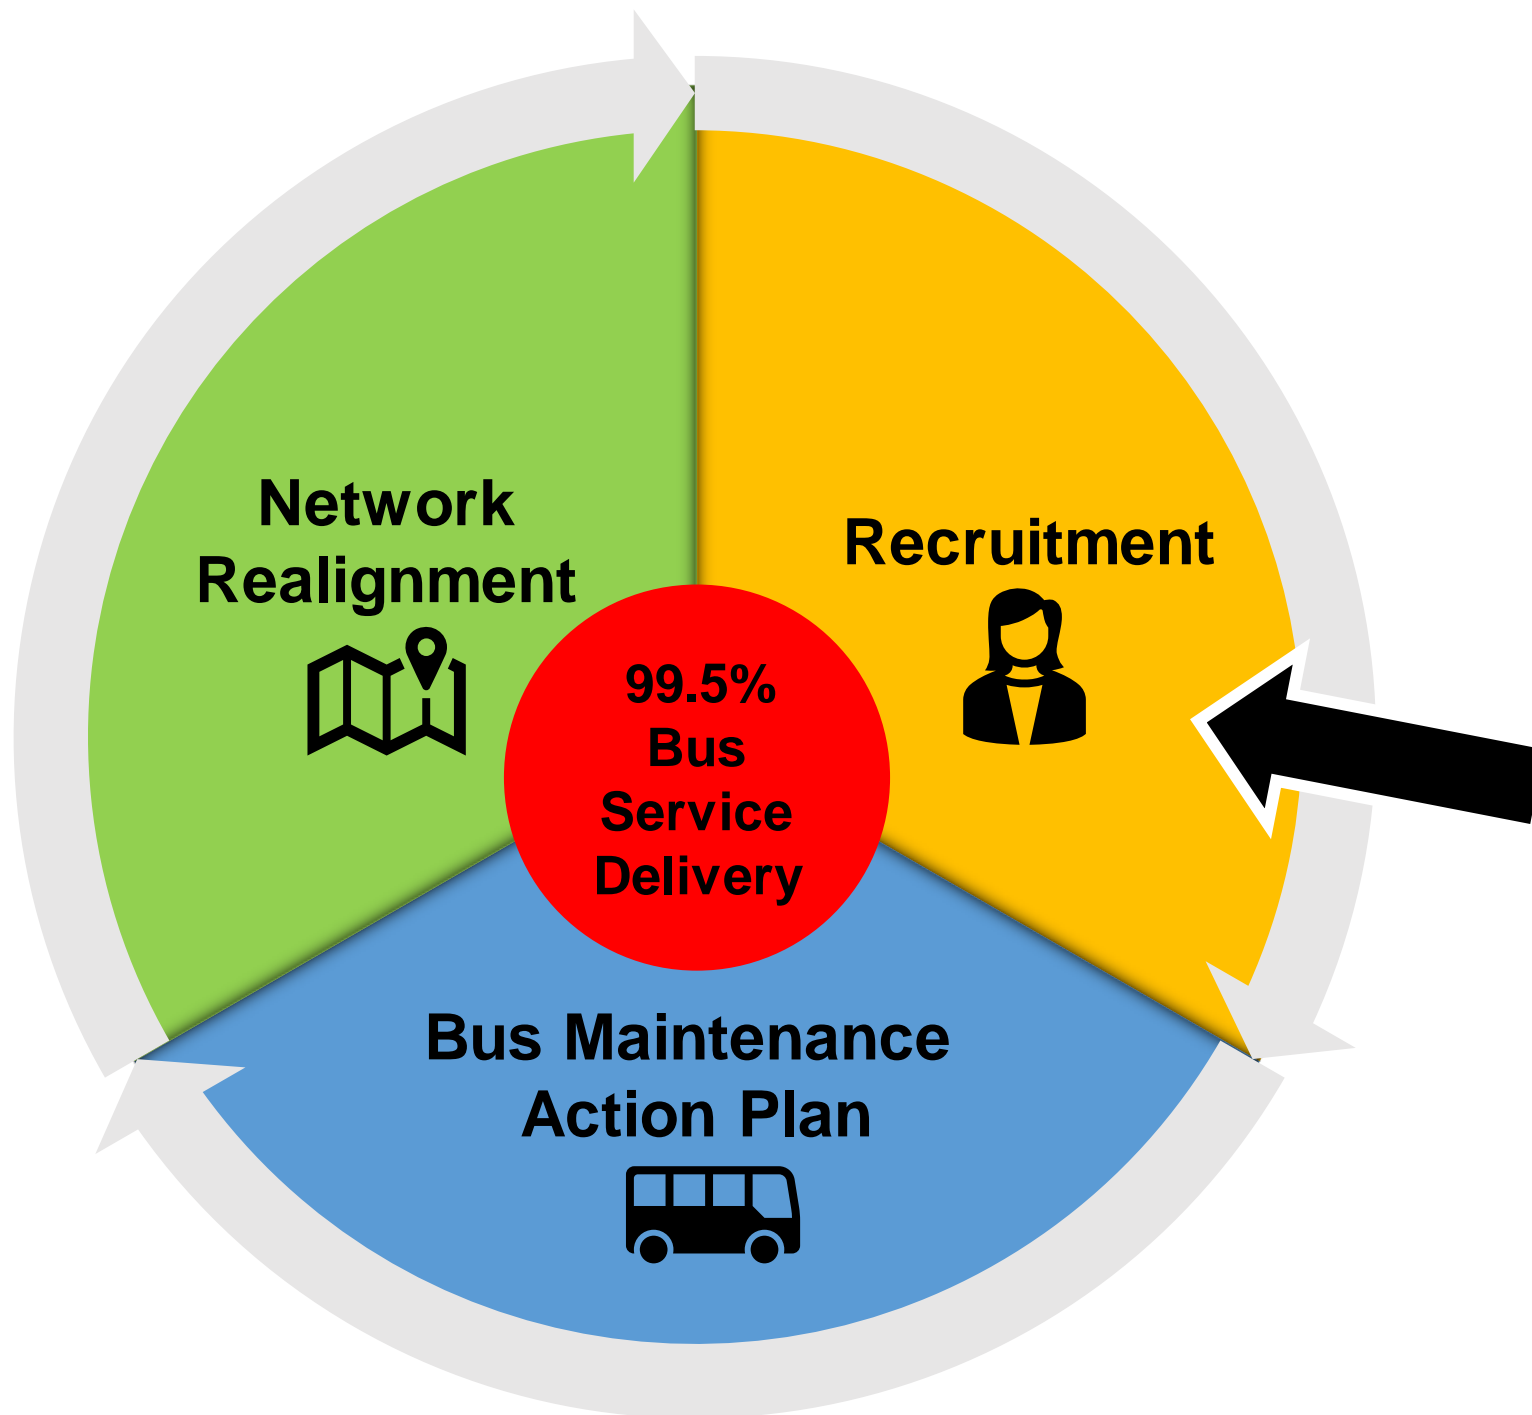 Network
Realignment
Recruitment
99.5%
Bus
Service
Delivery
Bus Maintenance
Action Plan